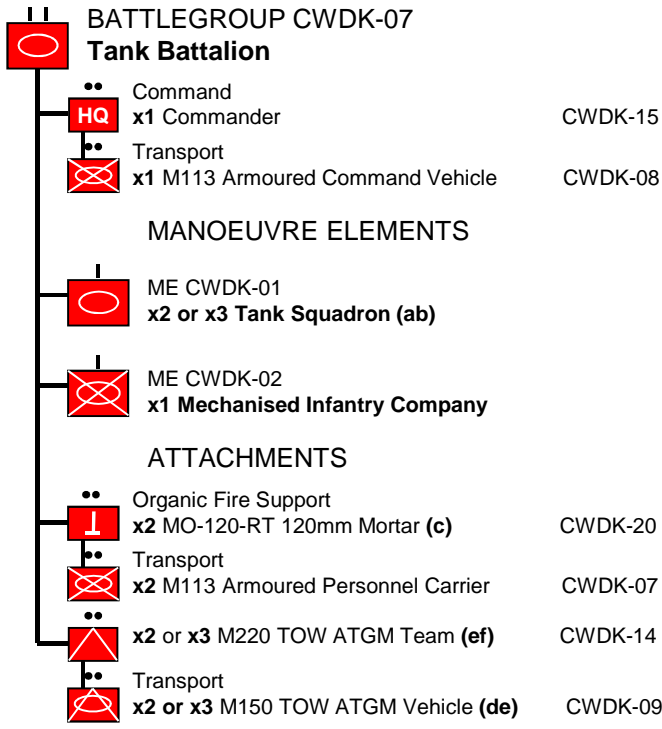 BATTLEGROUP CWDK-07
Tank Battalion
Command
HQ x1 Commander CWDK-15
Transport
x1 M113 Armoured Command Vehicle CWDK-08
MANOEUVRE ELEMENTS
ME CWDK-01
x2 or x3 Tank Squadron (ab)
ME CWDK-02
x1 Mechanised Infantry Company
ATTACHMENTS
Organic Fire Support
x2 MO-120-RT 120mm Mortar (c) CWDK-20
Transport
x2 M113 Armoured Personnel Carrier CWDK-07
x2 or x3 M220 TOW ATGM Team (ef) CWDK-14
Transport
x2 or x3 M150 TOW ATGM Vehicle (de) CWDK-09